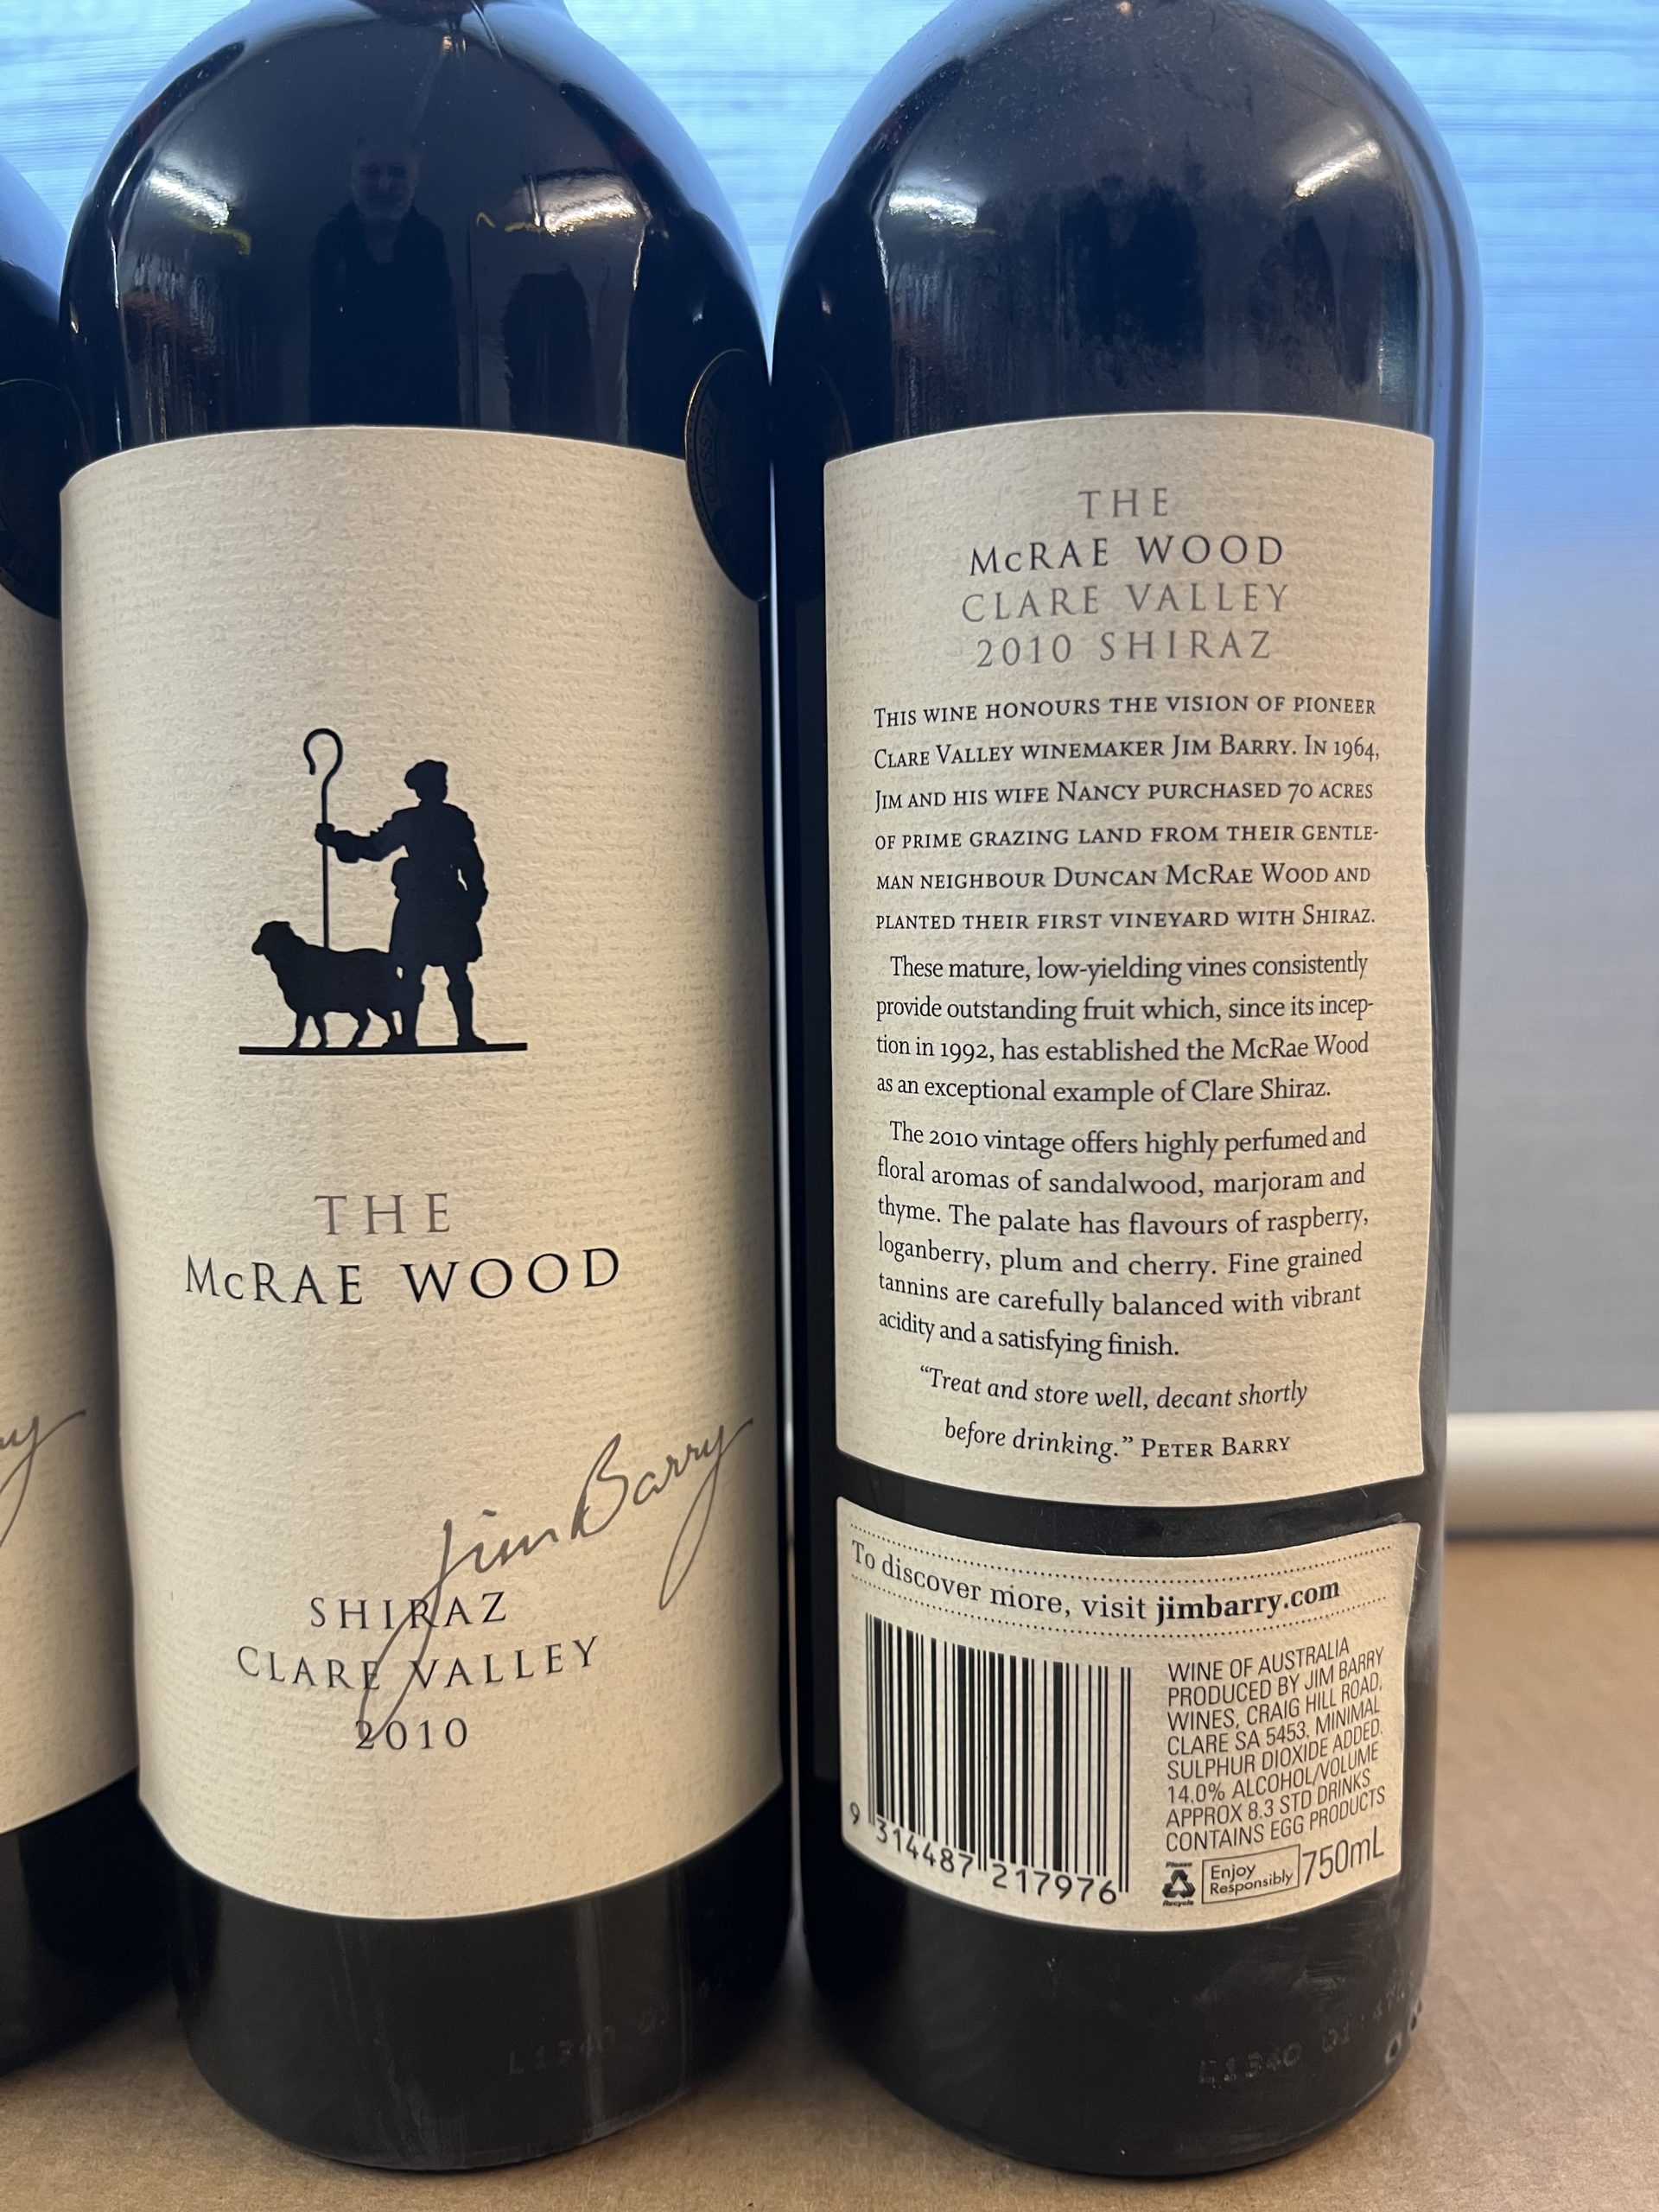 THE
McRAE WOOD
Jim Barry
SHIRAZ
CLARE VALLEY
2010
CLASS
THE
McRAE WOOD
CLARE VALLEY
2010 SHIRAZ
THIS WINE HONOURS THE VISION OF PIONEER
CLARE VALLEY WINEMAKER JIM BARRY. IN 1964,
JIM AND HIS WIFE NANCY PURCHASED 70 ACRES
OF PRIME GRAZING LAND FROM THEIR GENTLE-
MAN NEIGHBOUR DUNCAN MCRAE WOOD AND
PLANTED THEIR FIRST VINEYARD WITH SHIRAZ.
These mature, low-yielding vines consistently
provide outstanding fruit which, since its incep-
tion in 1992, has established the McRae Wood
as an exceptional example of Clare Shiraz.
The 2010 vintage offers highly perfumed and
floral aromas of sandalwood, marjoram and
thyme. The palate has flavours of raspberry,
loganberry, plum and cherry. Fine grained
tannins are carefully balanced with vibrant
acidity and a satisfying finish.
“Treat and store well, decant shortly
before drinking.” PETER BARRY
To discover more, visit jimbarry.com
9 314487 217976
WINE OF AUSTRALIA
PRODUCED BY JIM BARRY
WINES, CRAIG HILL ROAD,
CLARE SA 5453. MINIMAL
SULPHUR DIOXIDE ADDED.
14.0% ALCOHOL/VOLUME
APPROX 8.3 STD DRINKS
CONTAINS EGG PRODUCTS
Please
Recycle
Enjoy
Responsibly
750mL
L1340